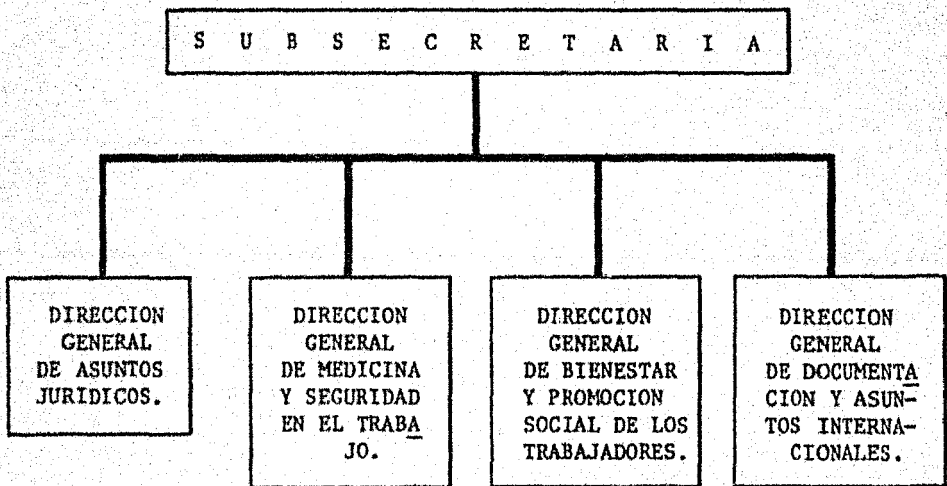 S U B S E C R E T A R I A
DIRECCION
GENERAL
DE ASUNTOS
JURIDICOS.
DIRECCION
GENERAL
DE MEDICINA
Y SEGURIDAD
EN EL TRABA
JO.
DIRECCION
GENERAL
DE BIENESTAR
Y PROMOCION
SOCIAL DE LOS
TRABAJADORES.
DIRECCION
GENERAL
DE DOCUMENTA
CION Y ASUN-
TOS INTERNA-
CIONALES.